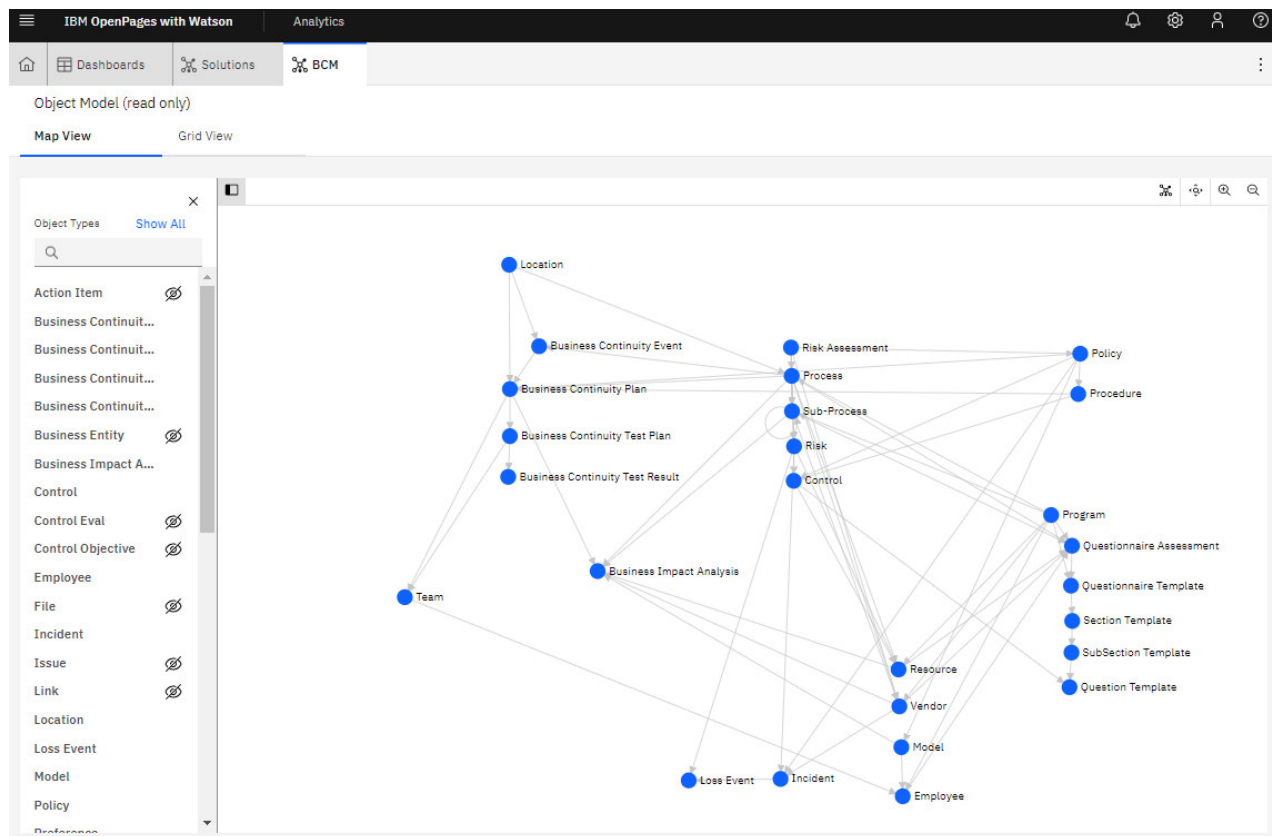 IBM OpenPages with Watson Analytics
Dashboards Solutions BCM
Object Model (read only)
Map View Grid View
Object Types Show All
Action Item
Business Continuit...
Business Continuit...
Business Continuit...
Business Continuit...
Business Entity
Business Impact A...
Control
Control Eval
Control Objective
Employee
File
Incident
Issue
Link
Location
Loss Event
Model
Policy
Preference
Location
Business Continuity Event
Risk Assessment
Policy
Process
Business Continuity Plan
Procedure
Sub-Process
Business Continuity Test Plan
Risk
Business Continuity Test Result
Control
Program
Questionnaire Assessment
Business Impact Analysis
Questionnaire Template
Team
Section Template
SubSection Template
Resource
Question Template
Vendor
Model
Loss Event
Incident
Employee